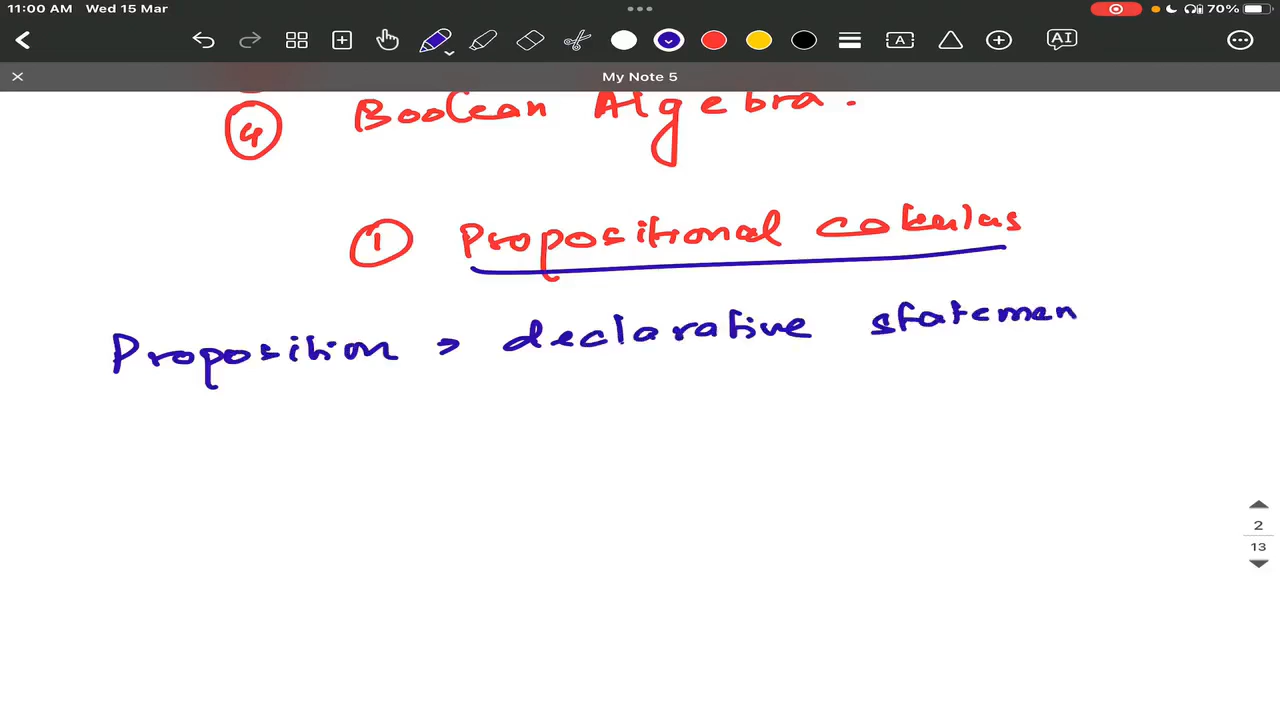 11:00 AM Wed 15 Mar
70%
A
AI
My Note 5
4 Boolean Algebra.
1 Propositional calculus
Proposition > declarative statemen
2
13